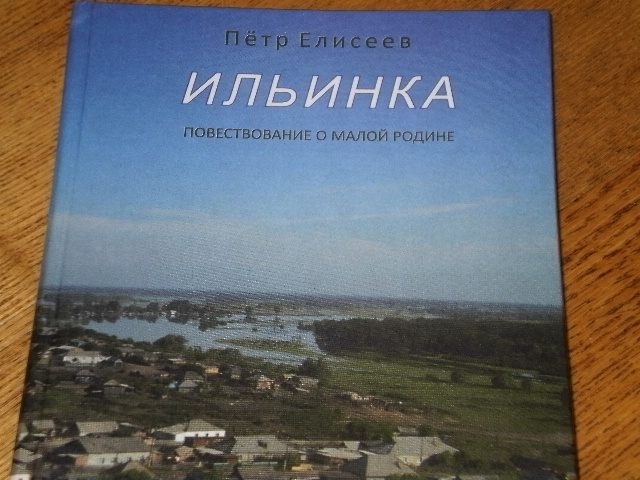 Пётр Елисеев
ИЛЬИНКА
ПОВЕСТВОВАНИЕ О МАЛОЙ РОДИНЕ